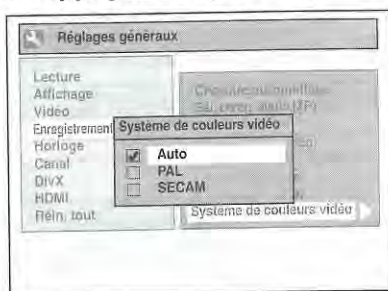 Réglages généraux
Lecture
Affichage
Vidéo
Enregistrement
Horloge
Canal
DivX
HDMI
Réin. tout
Système de couleurs vidéo
Auto
PAL
SECAM
Système de couleurs vidéo